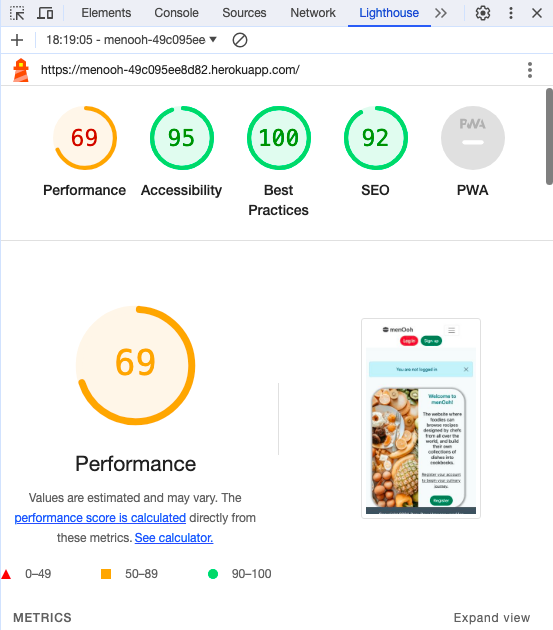 Elements Console Sources Network Lighthouse
18:19:05 - menooh-49c095ee
https://menooh-49c095ee8d82.herokuapp.com/
69 95 100 92 PWA
Performance Accessibility Best Practices SEO PWA
69
Performance
Values are estimated and may vary. The
performance score is calculated directly from
these metrics. See calculator.
0–49 50–89 90–100
menOoh
Log in Sign up
You are not logged in
Welcome to
menOoh!
The website where
foodies can
browse recipes
designed by chefs
from all over the
world, and build
their own
collections of
dishes into
cookbooks.
Register your account
to begin your culinary
journey.
Register
METRICS Expand view